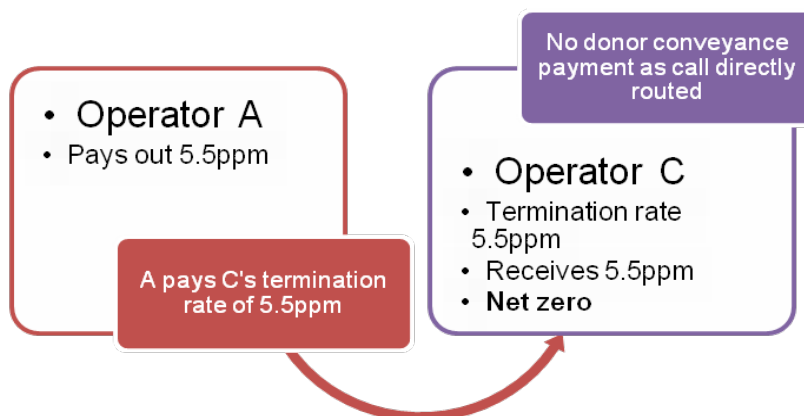 • Operator A
• Pays out 5.5ppm
A pays C's termination
rate of 5.5ppm
No donor conveyance
payment as call directly
routed
• Operator C
• Termination rate
5.5ppm
• Receives 5.5ppm
• Net zero